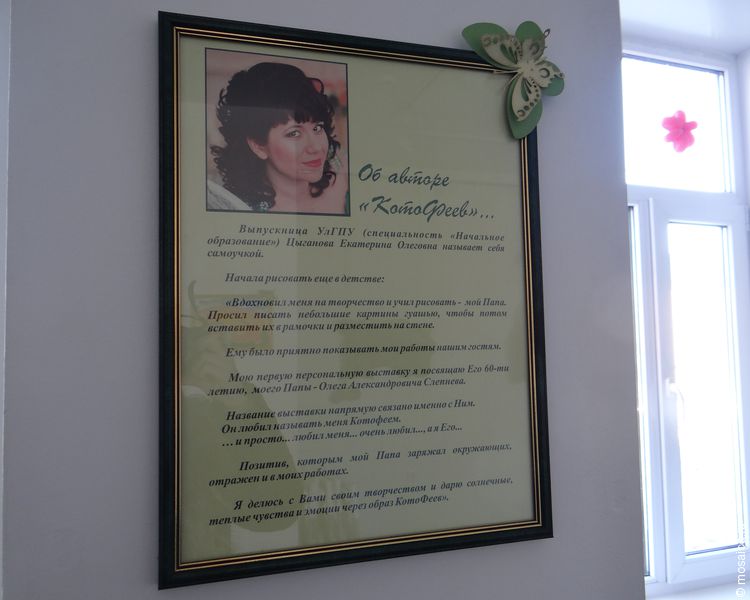 Об авторе
«КотоФеев»...
Выпускница УлГПУ (специальность «Начальное
образование») Цыганова Екатерина Олеговна называет себя
самоучкой.
Начала рисовать еще в детстве:
«Вдохновил меня на творчество и учил рисовать - мой Папа.
Просил писать небольшие картины гуашью, чтобы потом
вставить их в рамочки и разместить на стене.
Ему было приятно показывать мои работы нашим гостям.
Мою первую персональную выставку я посвящаю Его 60-ти
летию, моего Папы - Олега Александровича Слепнева.
Название выставки напрямую связано именно с Ним.
Он любил называть меня Котофеем.
... и просто... любил меня... очень любил..., а я Его...
Позитив, которым мой Папа заряжал окружающих,
отражен и в моих работах.
Я делюсь с Вами своим творчеством и дарю солнечные,
теплые чувства и эмоции через образ КотоФеев».